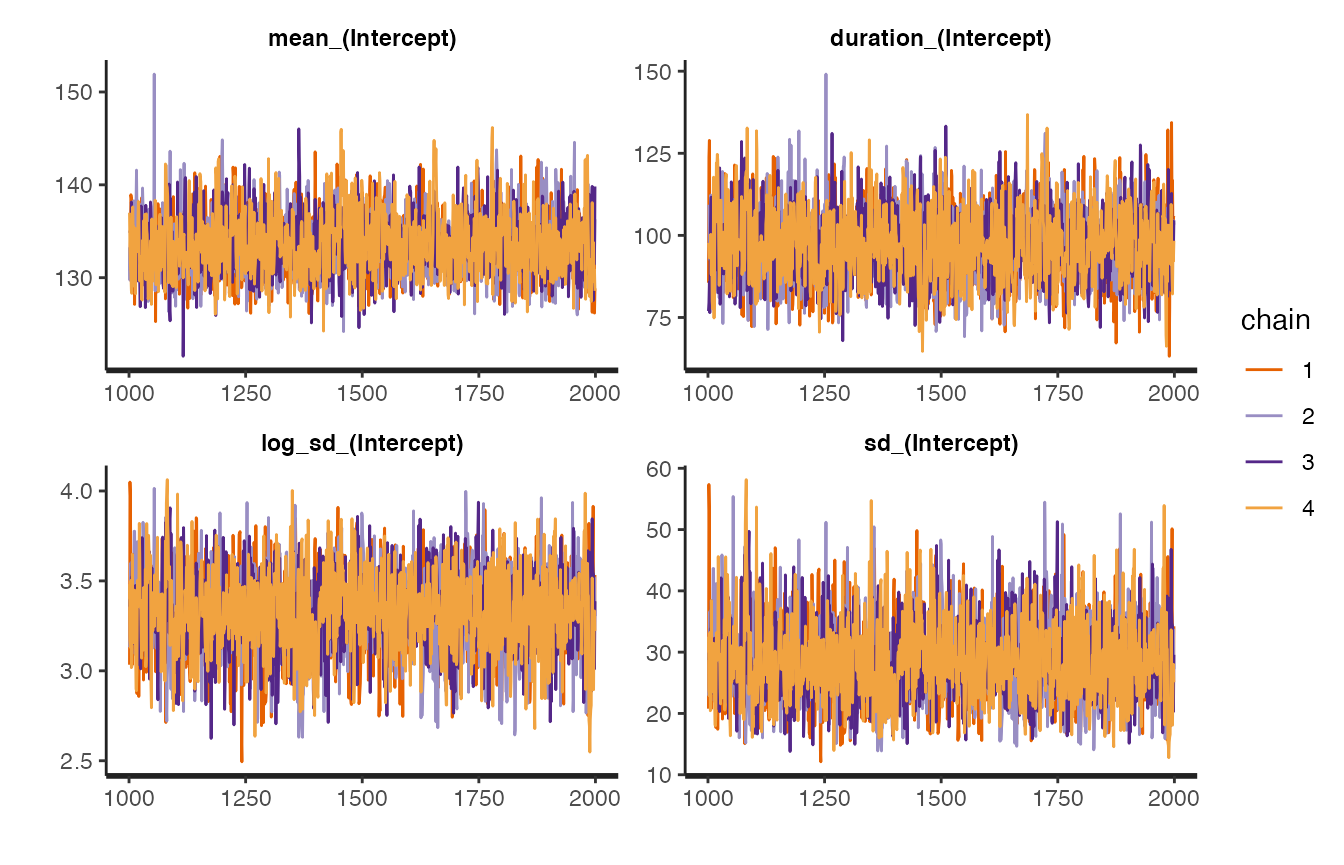 mean_(Intercept)
duration_(Intercept)
150
140
130
1000 1250 1500 1750 2000
150
125
100
75
1000 1250 1500 1750 2000
log_sd_(Intercept)
sd_(Intercept)
4.0
3.5
3.0
2.5
1000 1250 1500 1750 2000
60
50
40
30
20
10
1000 1250 1500 1750 2000
chain
1
2
3
4